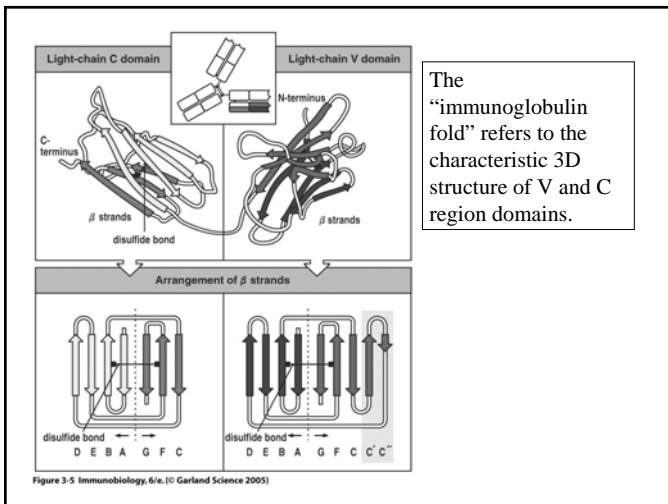 Light-chain C domain
Light-chain V domain
N-terminus
C-
terminus
β strands
disulfide bond
β strands
Arrangement of β strands
disulfide bond
D E B A G F C
disulfide bond
D E B A G F C C′ C″
Figure 3-5 Immunobiology, 6/e. (© Garland Science 2005)
The
“immunoglobulin
fold” refers to the
characteristic 3D
structure of V and C
region domains.